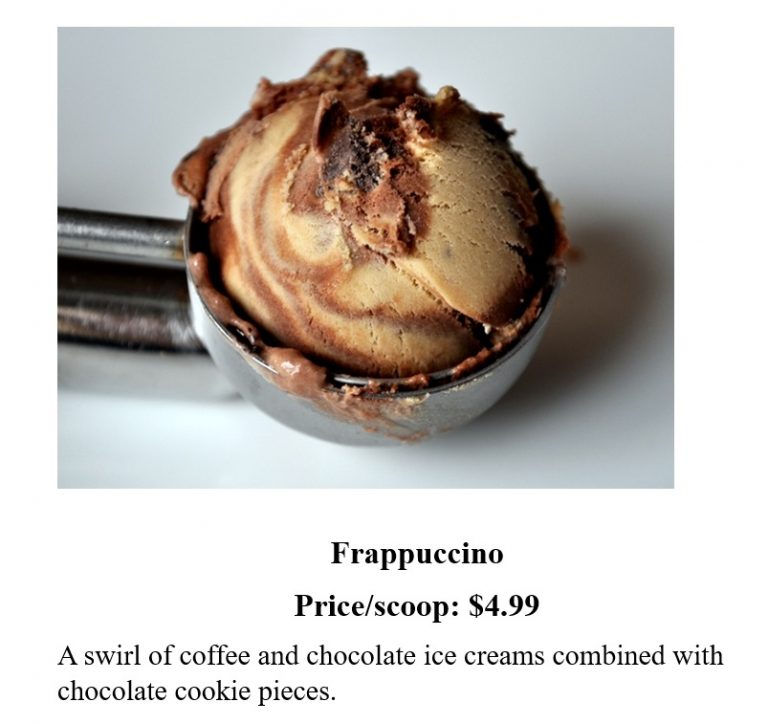 Frappuccino
Price/scoop: $4.99
A swirl of coffee and chocolate ice creams combined with
chocolate cookie pieces.